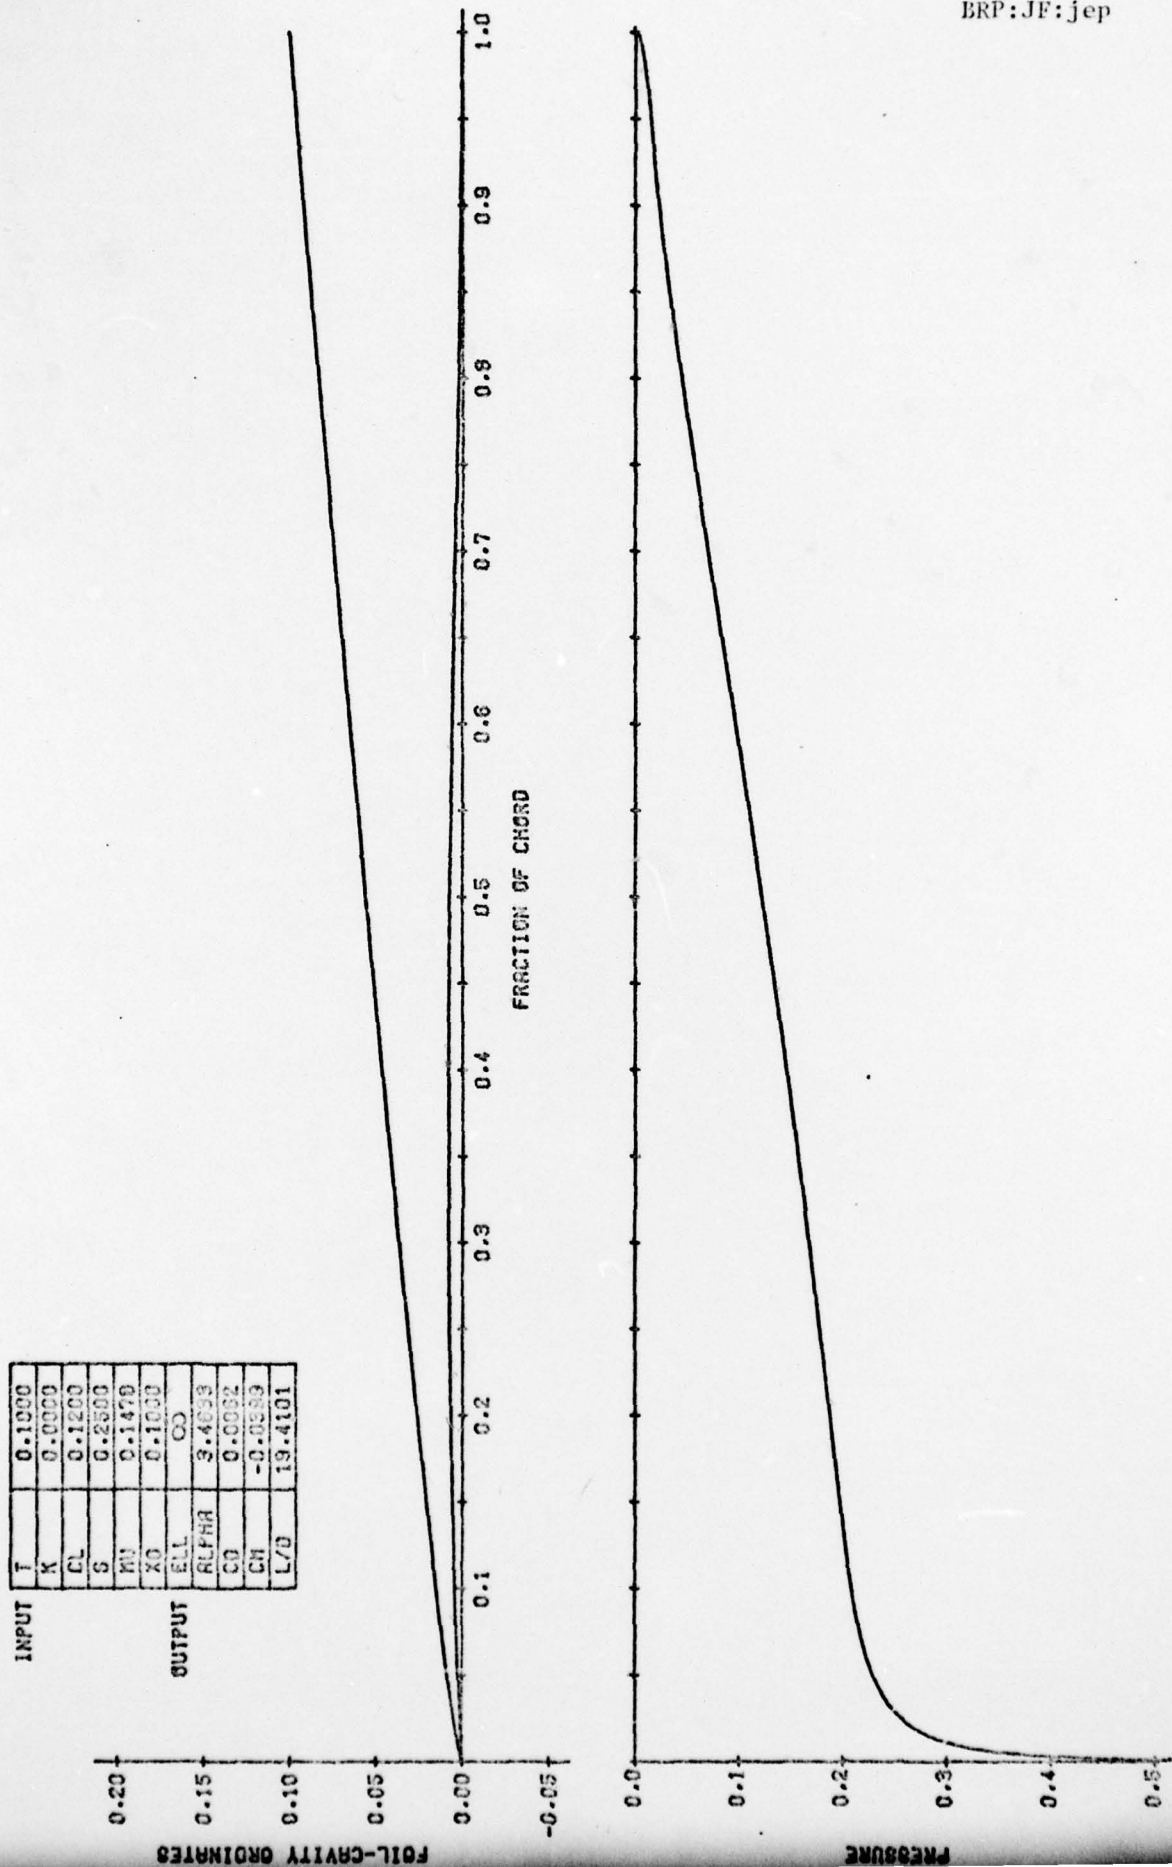 BRP:JF:jep
INPUT
T 0.1000
K 0.0000
CL 0.1200
S 0.2500
MU 0.1470
XO 0.1000
OUTPUT
ELL ∞
ALPHA
CD 0.0062
CM
L/D 19.4101
FOIL-CAVITY ORDINATES
0.20
0.15
0.10
0.05
0.00
-0.05
0.1
0.2
0.3
0.4
0.5
0.6
0.7
0.8
0.9
1.0
FRACTION OF CHORD
PRESSURE
0.0
0.1
0.2
0.3
0.4
0.5